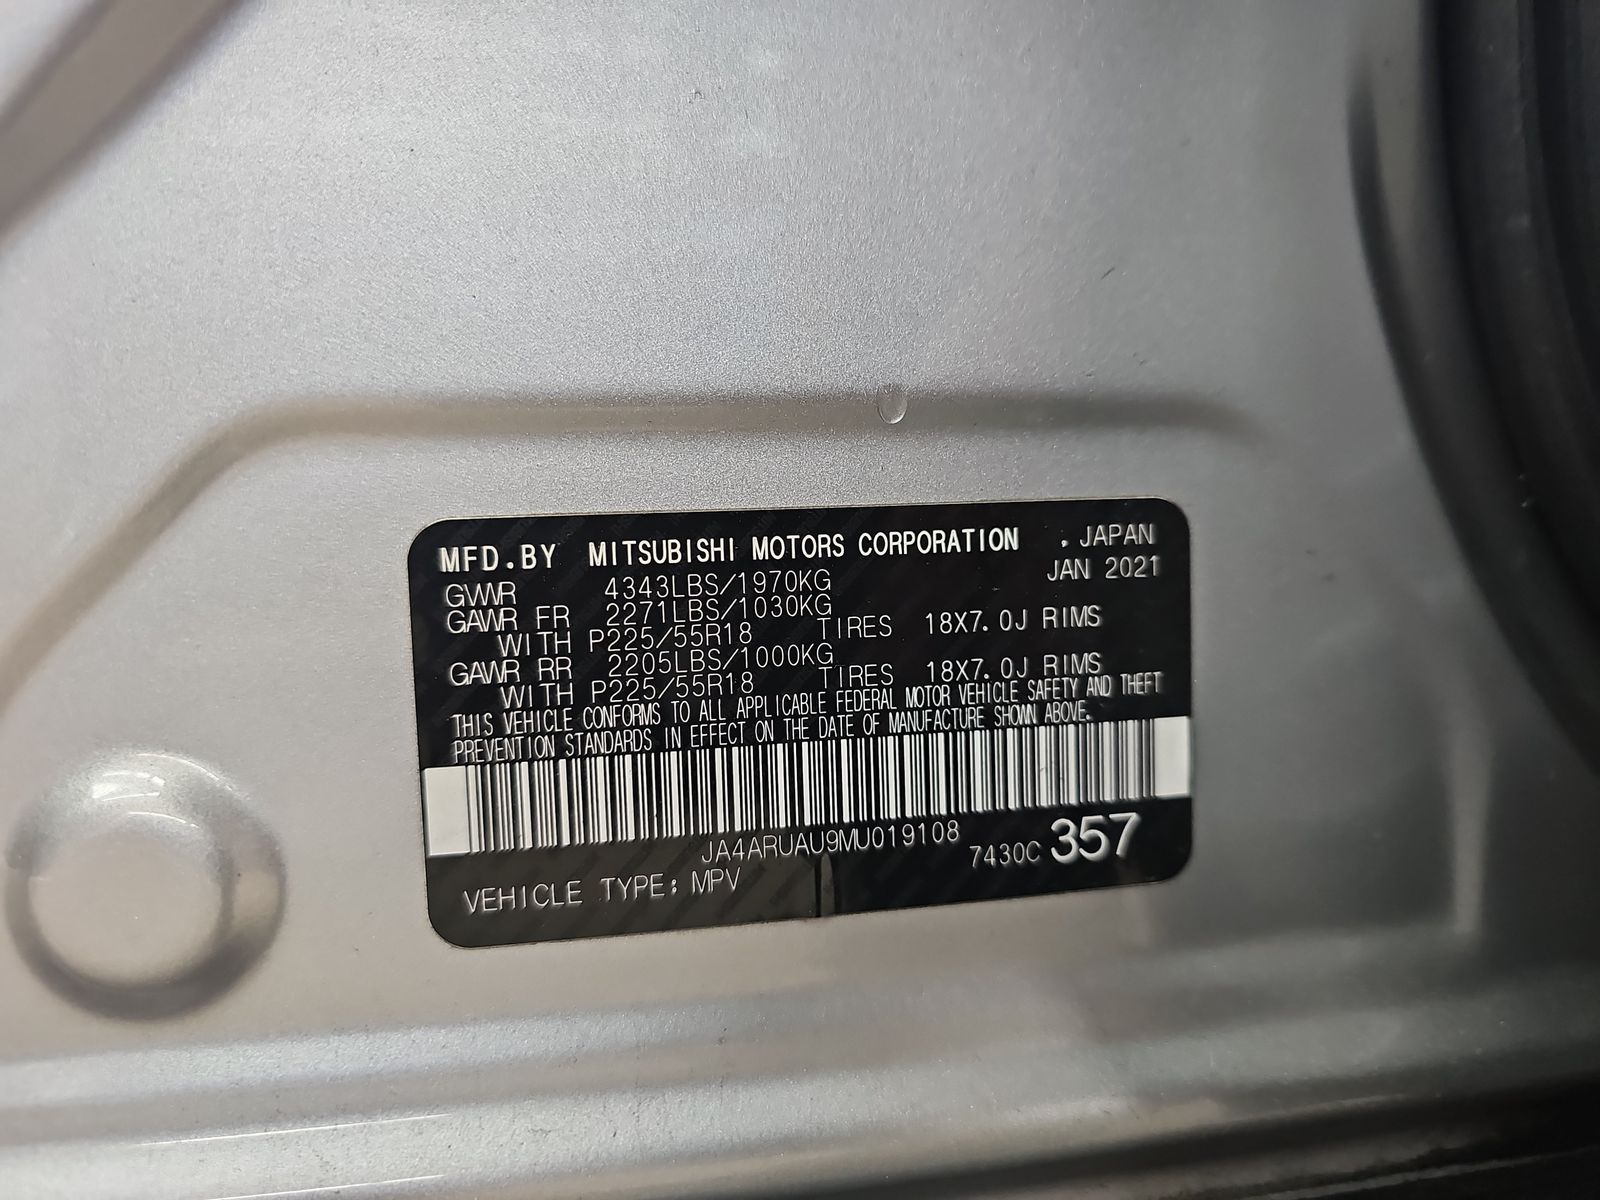 MFD.BY MITSUBISHI MOTORS CORPORATION . JAPAN
JAN 2021
GVWR 4343LBS/1970KG
GAWR FR 2271LBS/1030KG
WITH P225/55R18 TIRES 18X7.0J RIMS
GAWR RR 2205LBS/1000KG
WITH P225/55R18 TIRES 18X7.0J RIMS
THIS VEHICLE CONFORMS TO ALL APPLICABLE FEDERAL MOTOR VEHICLE SAFETY AND THEFT
PREVENTION STANDARDS IN EFFECT ON THE DATE OF MANUFACTURE SHOWN ABOVE.
JA4ARUAU9MU019108
7430C 357
VEHICLE TYPE: MPV